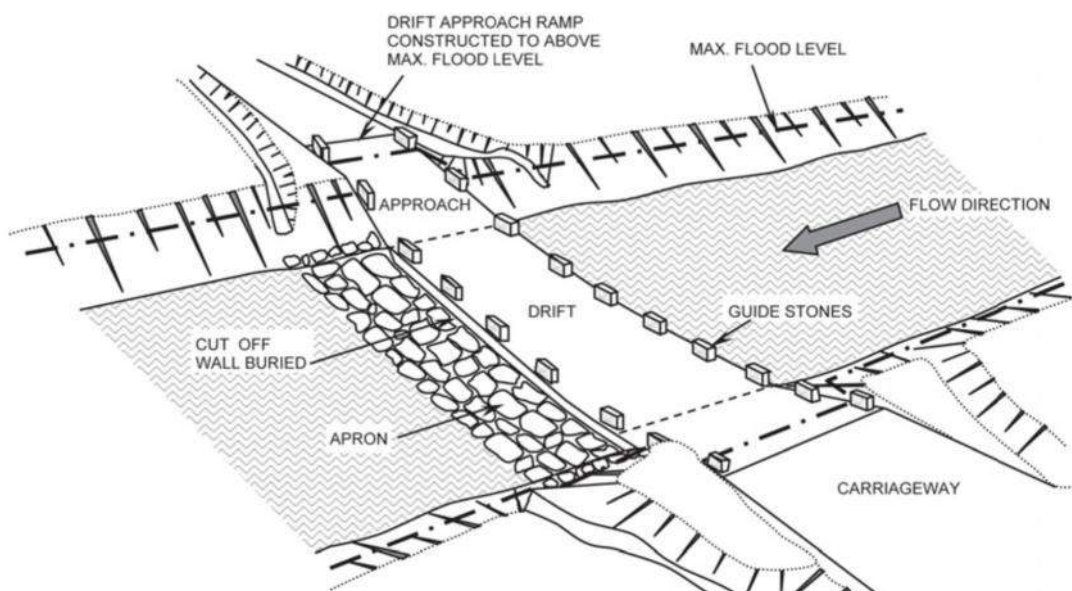 DRIFT APPROACH RAMP
CONSTRUCTED TO ABOVE
MAX. FLOOD LEVEL
MAX. FLOOD LEVEL
APPROACH
FLOW DIRECTION
DRIFT
GUIDE STONES
CUT OFF
WALL BURIED
APRON
CARRIAGEWAY